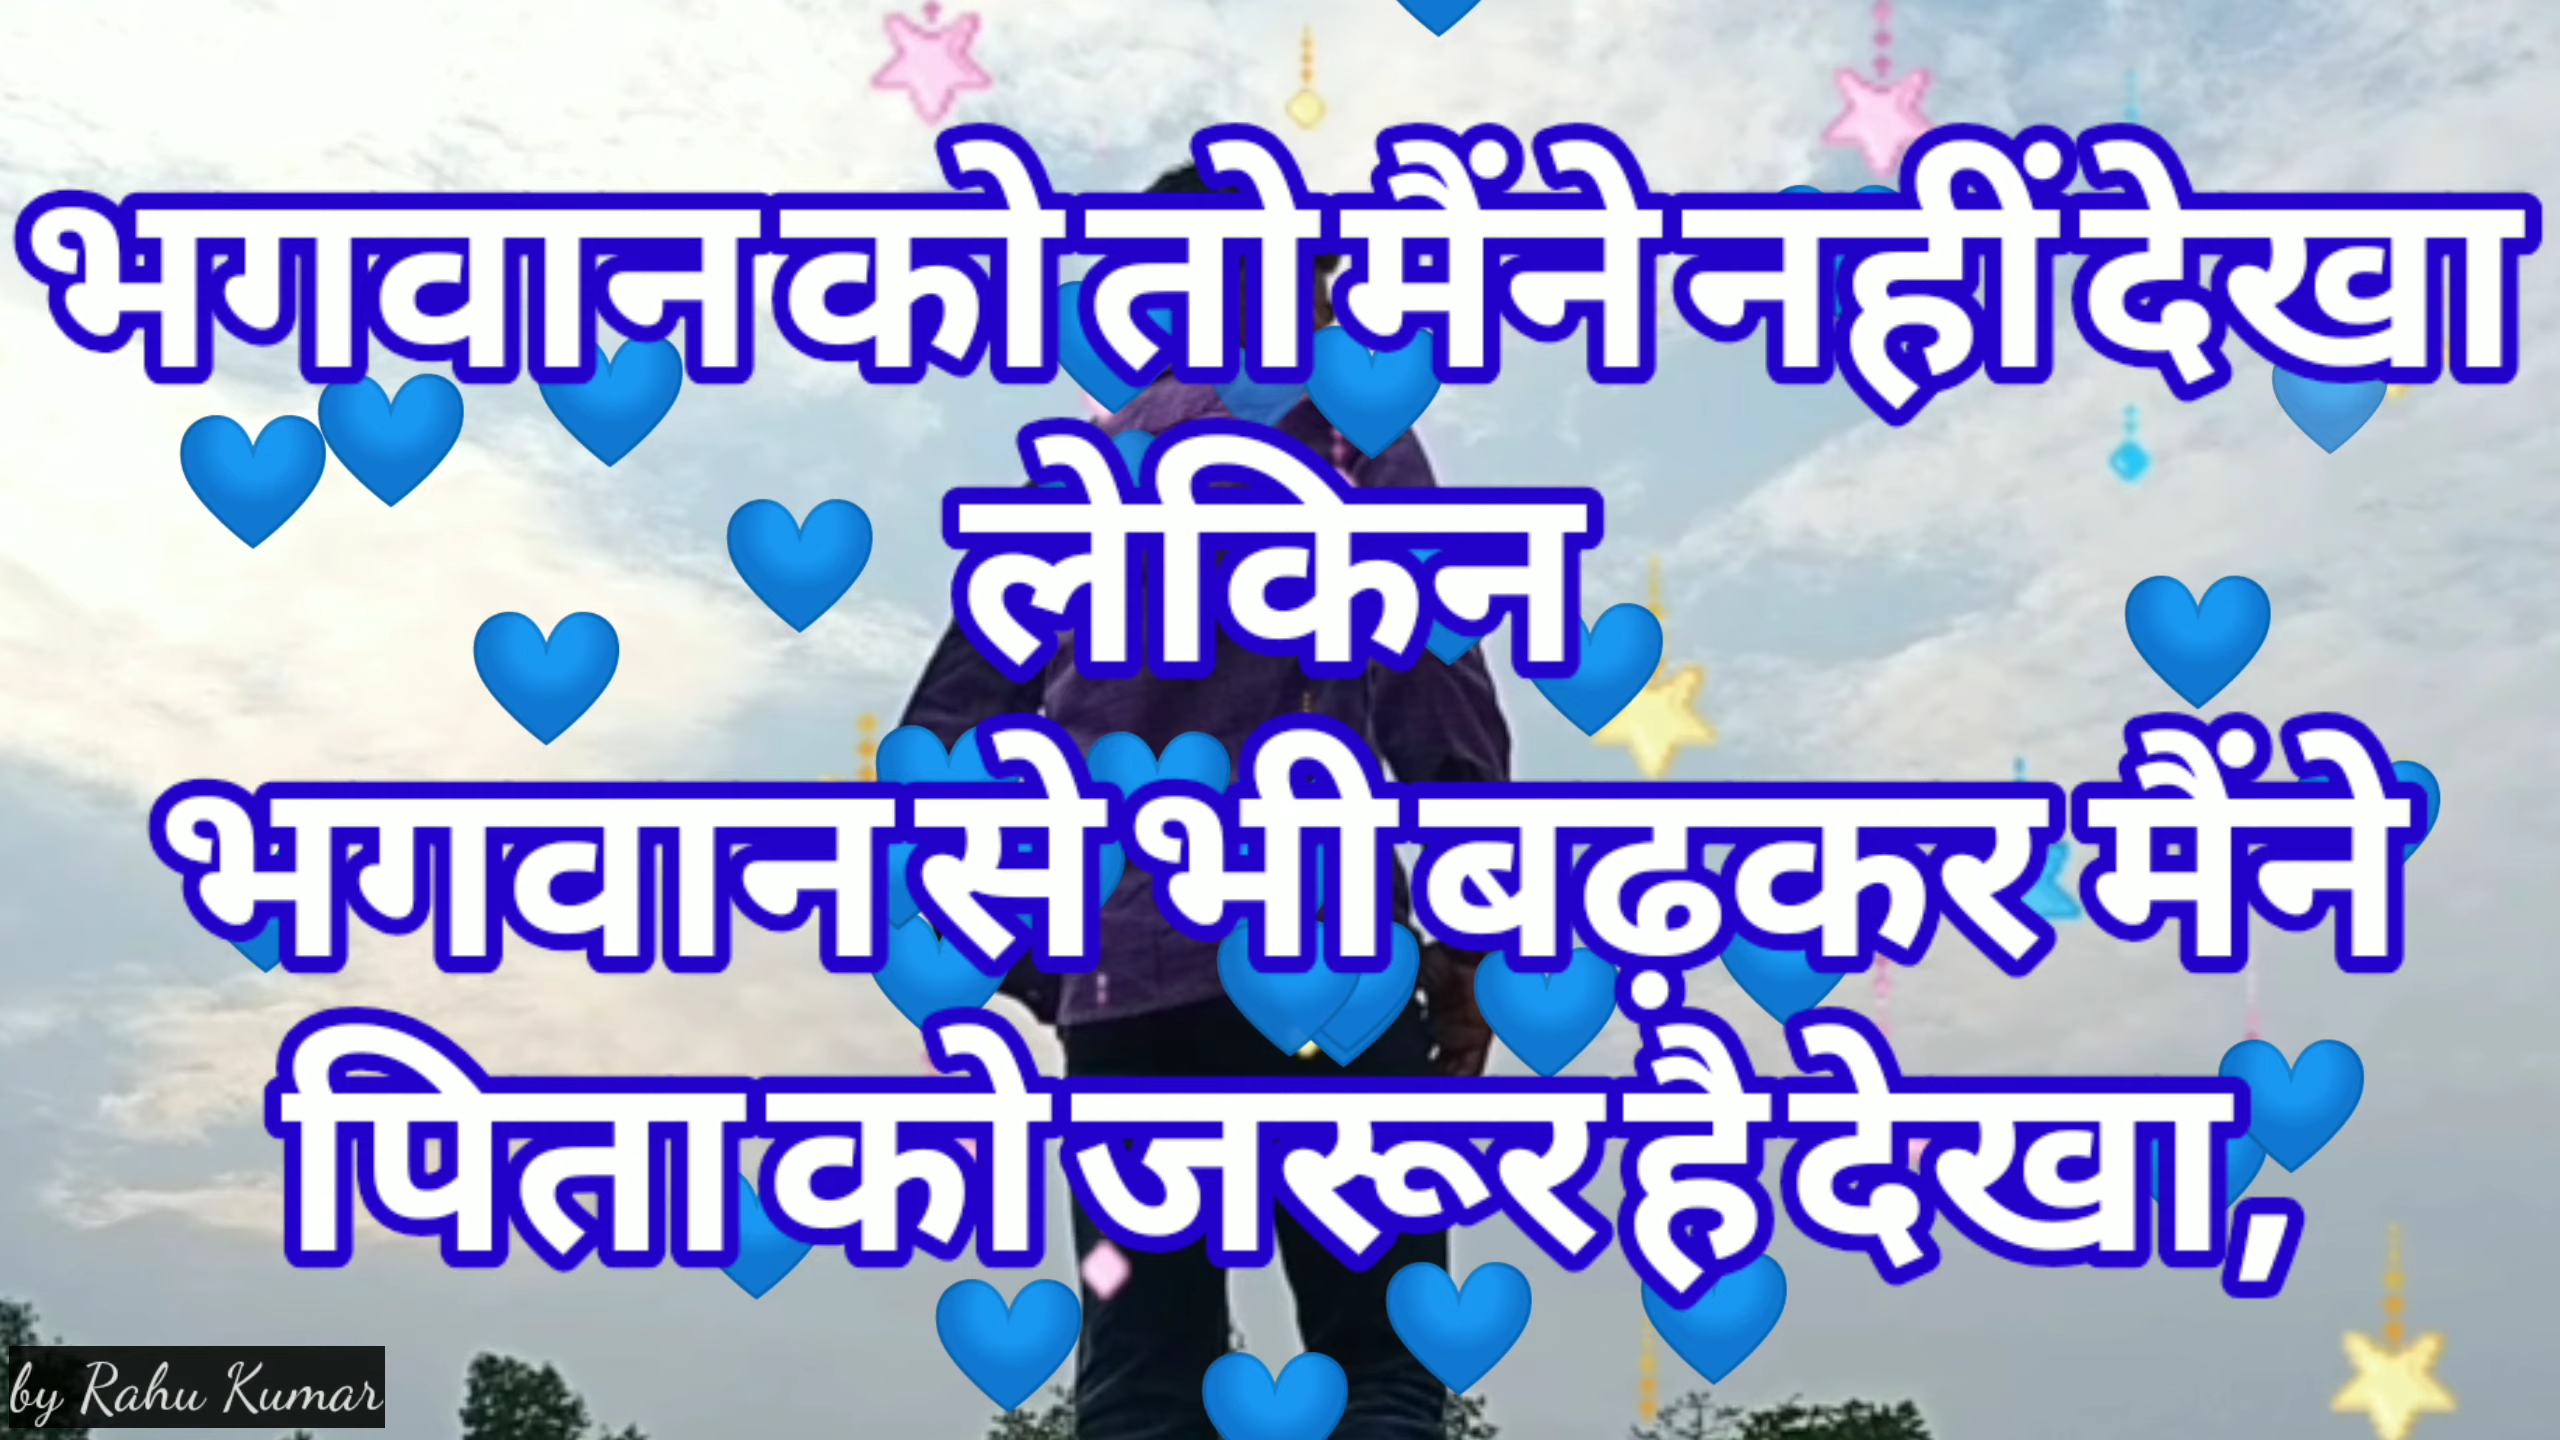 भगवान को तो मैंने नहीं देखा
लेकिन
भगवान से भी बढ़कर मैंने
पिता को जरूर है देखा,
by Rahu Kumar